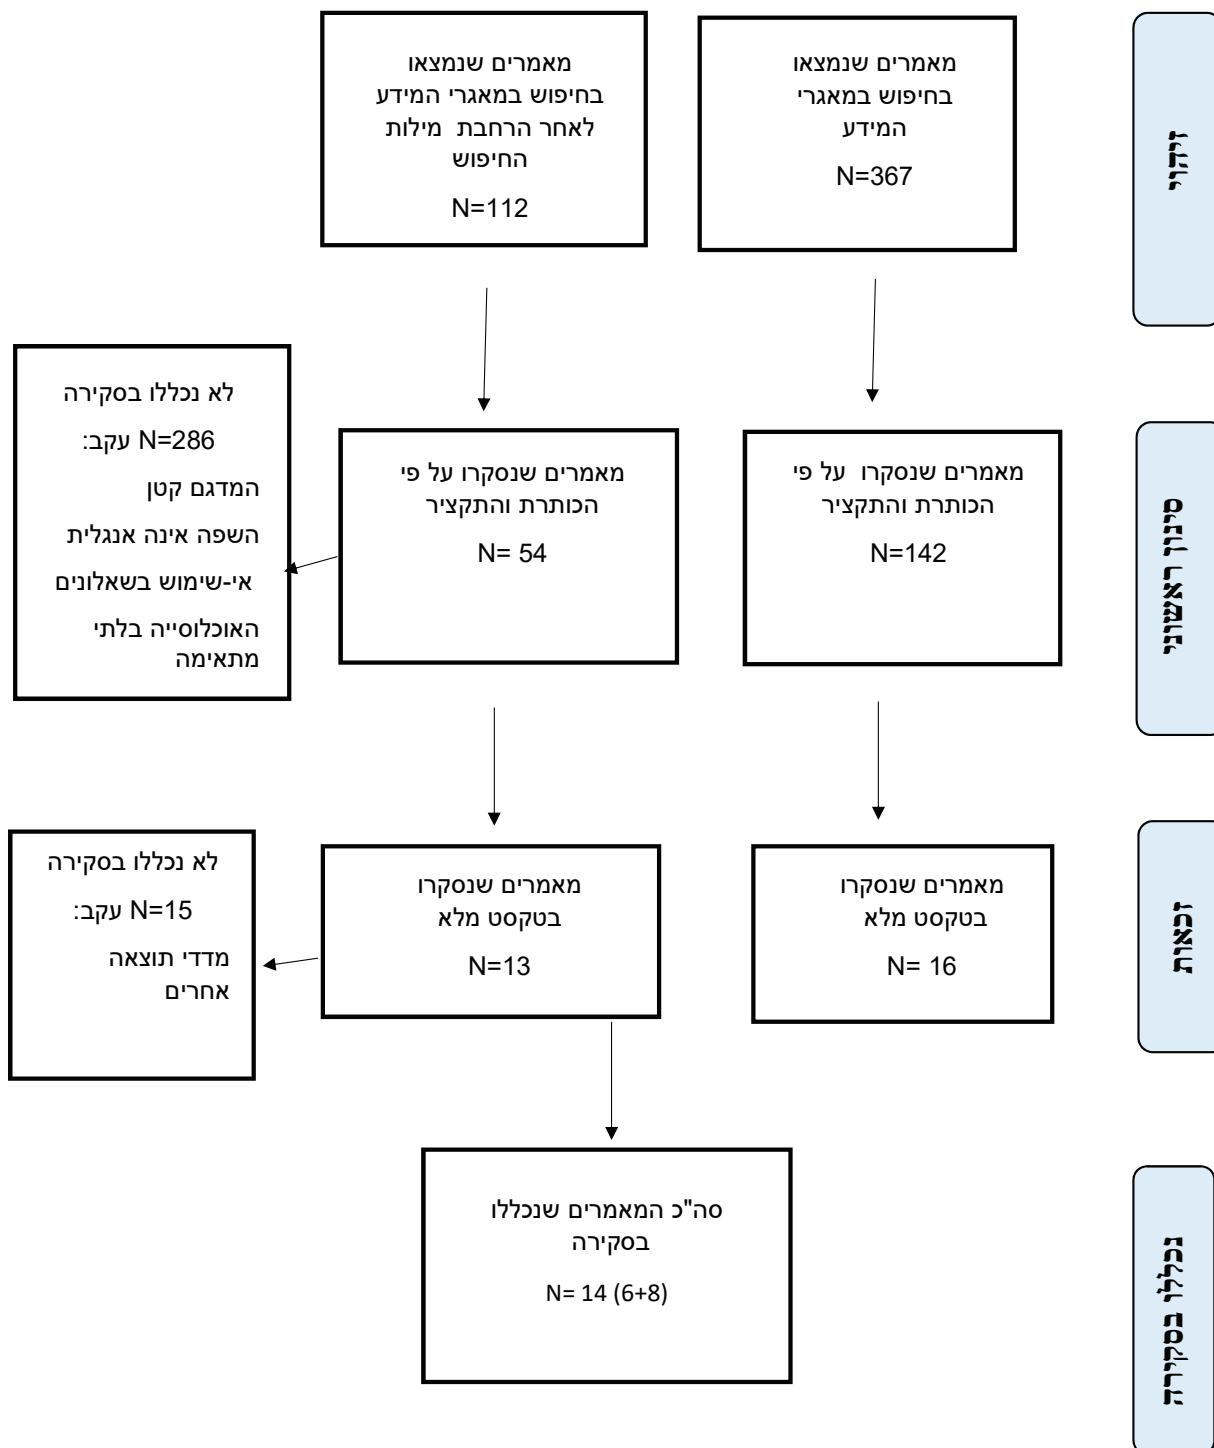 זיהוי
מאמרים שנמצאו
בחיפוש במאגרי
המידע
N=367
מאמרים שנמצאו
בחיפוש במאגרי המידע
לאחר הרחבת מילות
החיפוש
N=112
סינון ראשוני
מאמרים שנסקרו על פי
הכותרת והתקציר
N=142
מאמרים שנסקרו על פי
הכותרת והתקציר
N= 54
לא נכללו בסקירה
N=286 עקב:
המדגם קטן
השפה אינה אנגלית
אי-שימוש בשאלונים
האוכלוסייה בלתי
מתאימה
זכאות
מאמרים שנסקרו
בטקסט מלא
N= 16
מאמרים שנסקרו
בטקסט מלא
N=13
לא נכללו בסקירה
N=15 עקב:
מדדי תוצאה
אחרים
נכללו בסקירה
סה"כ המאמרים שנכללו
בסקירה
N= 14 (6+8)